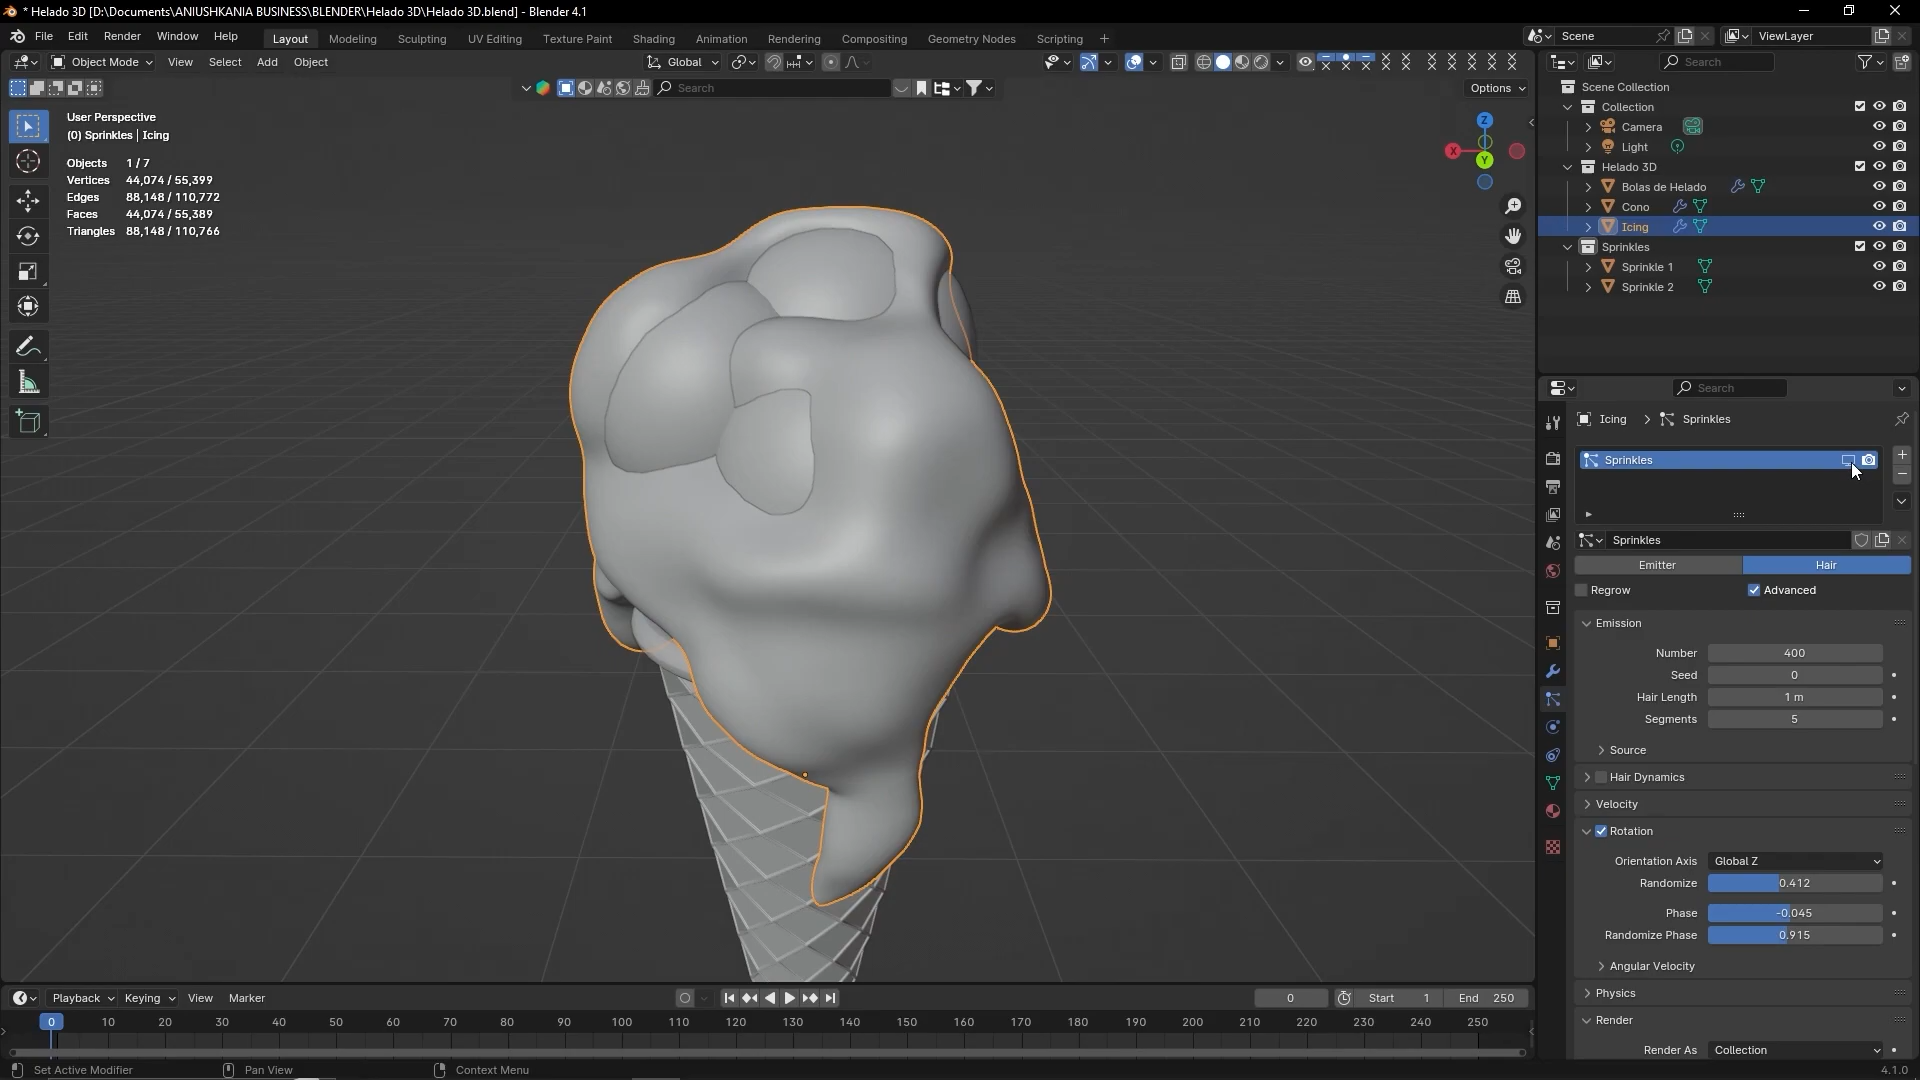 * Helado 3D [D:\Documents\ANIUSHKANIA BUSINESS\BLENDER\Helado 3D\Helado 3D.blend] - Blender 4.1
File Edit Render Window Help
Layout Modeling Sculpting UV Editing Texture Paint Shading Animation Rendering Compositing Geometry Nodes Scripting +
Scene ViewLayer
Object Mode View Select Add Object
Global
Search
Search
Options
User Perspective
(0) Sprinkles | Icing
Objects 1 / 7
Vertices 44,074 / 55,399
Edges 88,148 / 110,772
Faces 44,074 / 55,389
Triangles 88,148 / 110,766
Z
X
Y
Scene Collection
Collection
Camera
Light
Helado 3D
Bolas de Helado
Cono
Icing
Sprinkles
Sprinkle 1
Sprinkle 2
Search
Icing > Sprinkles
Sprinkles
Sprinkles
Emitter Hair
Regrow Advanced
Emission
Number 400
Seed 0
Hair Length 1 m
Segments 5
Source
Hair Dynamics
Velocity
Rotation
Orientation Axis Global Z
Randomize 0.412
Phase -0.045
Randomize Phase 0.915
Angular Velocity
Physics
Render
Render As Collection
Playback Keying View Marker
0 Start 1 End 250
0 10 20 30 40 50 60 70 80 90 100 110 120 130 140 150 160 170 180 190 200 210 220 230 240 250
Set Active Modifier Pan View Context Menu
4.1.0